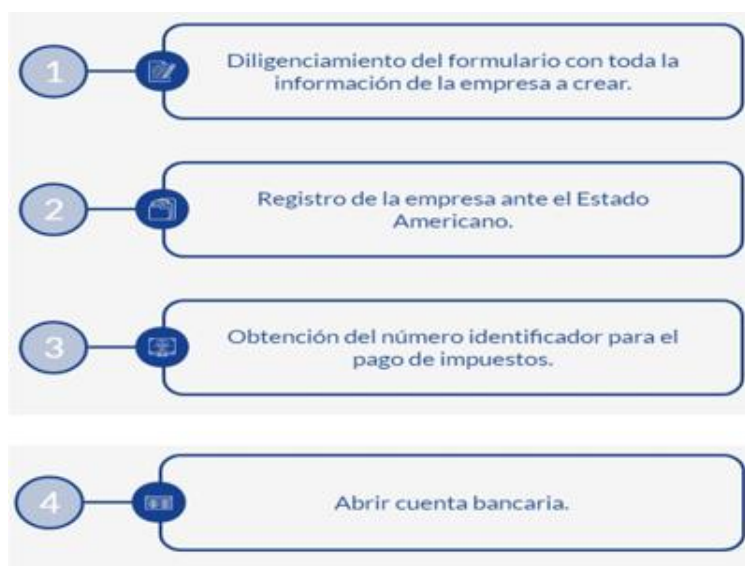 1
Diligenciamiento del formulario con toda la
información de la empresa a crear.
2
Registro de la empresa ante el Estado
Americano.
3
Obtención del número identificador para el
pago de impuestos.
4
Abrir cuenta bancaria.